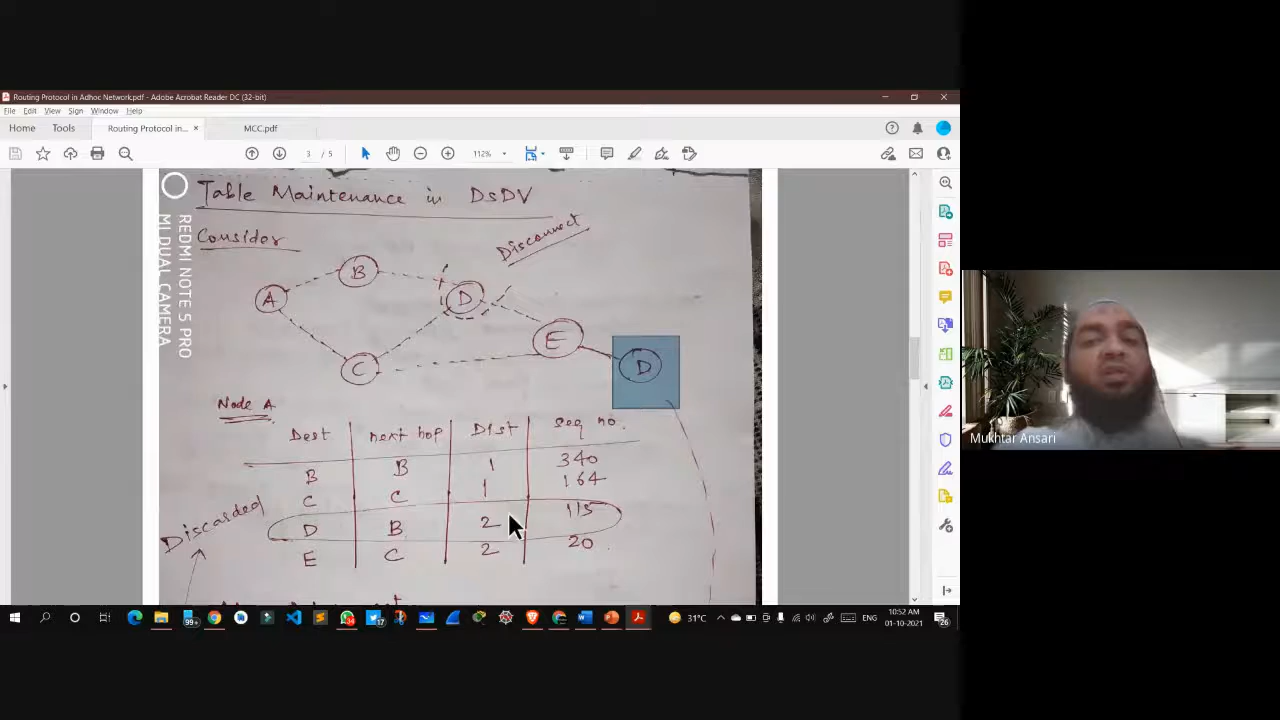 Routing Protocol in Adhoc Network.pdf - Adobe Acrobat Reader DC (32-bit)
File Edit View Sign Window Help
Home Tools Routing Protocol in... × MCC.pdf
3 / 5 112%
Table Maintenance in DsDV
Consider
Disconnect
A B D
C E D
REDMI NOTE 5 PRO
MI DUAL CAMERA
Node A
Dest next hop Dist seq no.
B B 1 340
C C 1 164
D B 2 115
E C 2 20
Discarded
Mukhtar Ansari
99+ 17 31°C ENG 10:52 AM
01-10-2021 26